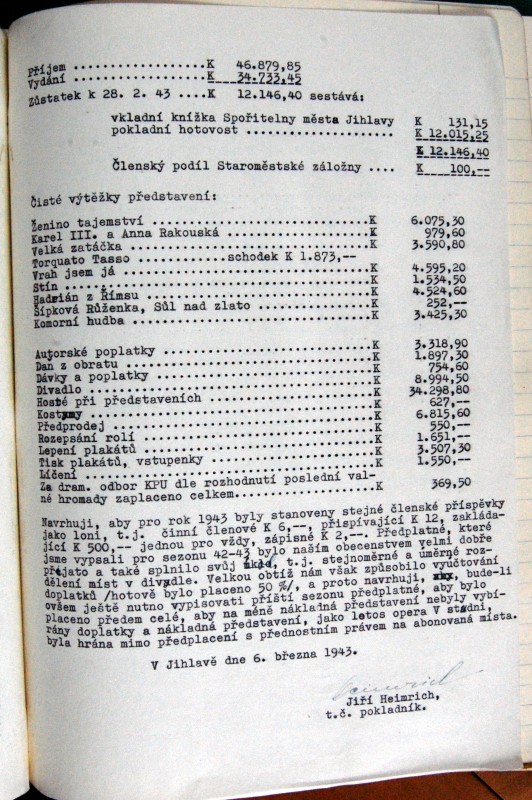 Příjem ..................K 46.879,85
Vydání ..................K 34.733,45
Zůstatek k 28. 2. 43 ....K 12.146,40 sestává:
vkladní knížka Spořitelny města Jihlavy K 131,15
pokladní hotovost ..................... K 12.015,25
K 12.146,40
Členský podíl Staroměstské záložny .... K 100,--
Čisté výtěžky představení:
Ženino tajemství ...........................K 6.075,30
Karel III. a Anna Rakouská .................K 979,60
Velká zatáčka ..............................K 3.590,80
Torquato Tasso .............schodek K 1.873,--
Vrah jsem já ...............................K 4.595,20
Stín .......................................K 1.534,50
Hadrián z Římsu ............................K 4.524,60
Šípková Růženka, Sůl nad zlato .............K 252,--
Komorní hudba ..............................K 3.425,30
Autorské poplatky ..........................K 3.318,90
Dan z obratu ...............................K 1.897,30
Dávky a poplatky ...........................K 754,60
Divadlo ....................................K 8.994,50
Hosté při představeních ....................K 34.298,80
Kostymy ....................................K 627,--
Předprodej .................................K 6.815,60
Rozepsání rolí .............................K 550,--
Lepení plakátů .............................K 1.651,--
Tisk plakátů, vstupenky ....................K 3.507,30
Líčení .....................................K 1.550,--
Za dram. odbor KPU dle rozhodnutí poslední val-
né hromady zaplaceno celkem.................K 369,50
Navrhuji, aby pro rok 1943 byly stanoveny stejné členské příspěvky
jako loni, t.j. činní členové K 6,--, přispívající K 12, zakláda-
jící K 500,-- jednou pro vždy, zápisné K 2,--. Předplatné, které
jsme vypsali pro sezonu 42-43 bylo naším obecenstvem velmi dobře
přijato a také splnilo svůj t.j. stejnoměrné a úměrné roz-
dělení míst v divadle. Velkou obtíž nám však způsobilo vyučtování
doplatků /hotově bylo placeno 50 %/, a proto navrhuji, bude-li
ovšem ještě nutno vypisovati příští sezonu předplatné, aby bylo
placeno předem celé, aby na méně nákladná představení nebyly vybí-
rány doplatky a nákladná představení, jako letos opera V studni,
byla hrána mimo předplacení s přednostním právem na abonovaná místa.
V Jihlavě dne 6. března 1943.
Heimrich
Jiří Heimrich,
t.č. pokladník.